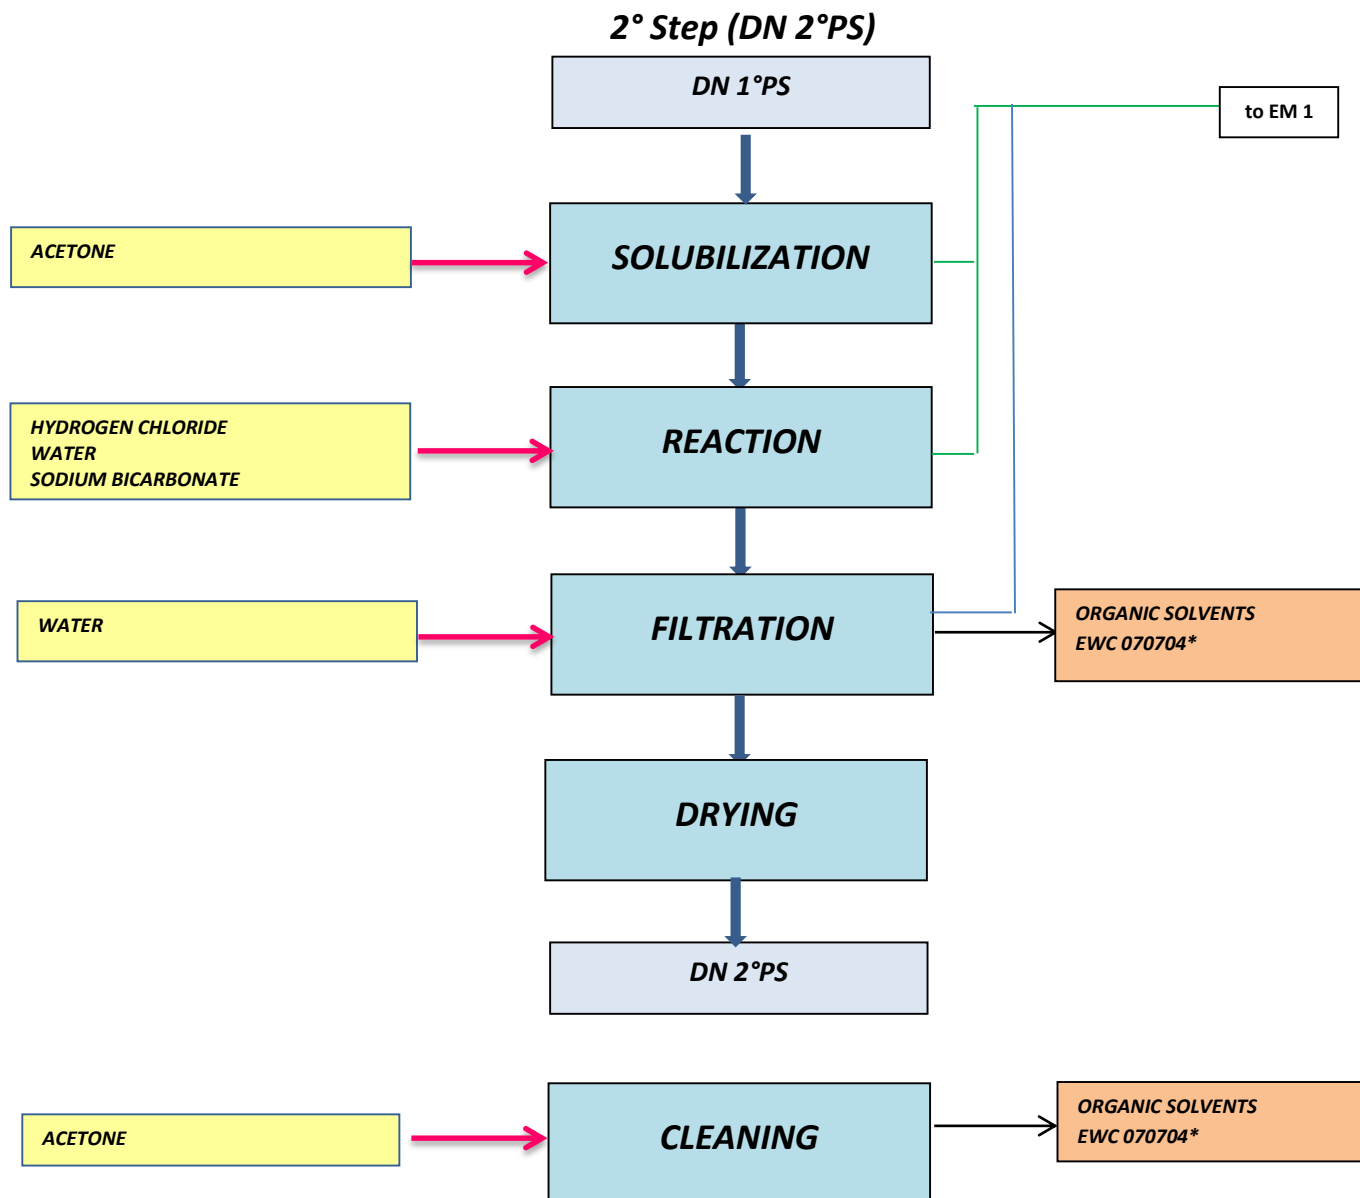 2° Step (DN 2°PS)
DN 1°PS
to EM 1
ACETONE
SOLUBILIZATION
HYDROGEN CHLORIDE
WATER
SODIUM BICARBONATE
REACTION
WATER
FILTRATION
ORGANIC SOLVENTS
EWC 070704*
DRYING
DN 2°PS
ACETONE
CLEANING
ORGANIC SOLVENTS
EWC 070704*